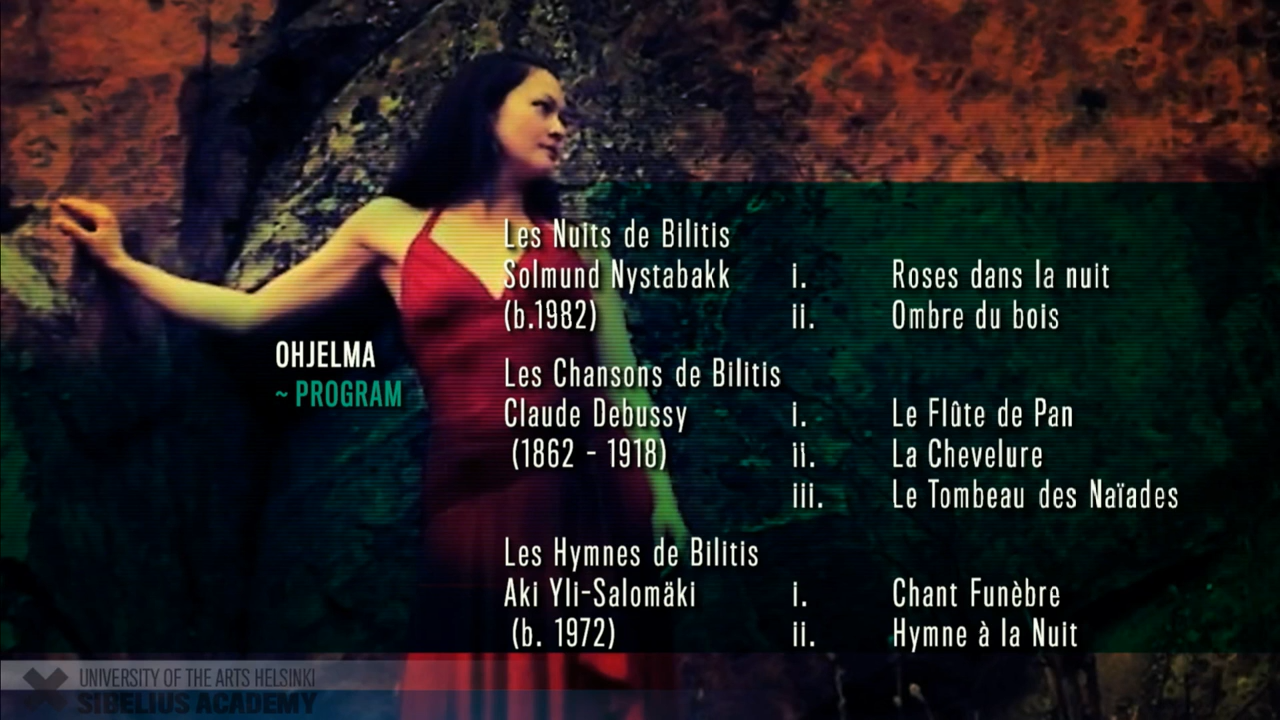 OHJELMA
~ PROGRAM
Les Nuits de Bilitis
Solmund Nystabakk i. Roses dans la nuit
(b.1982) ii. Ombre du bois
Les Chansons de Bilitis
Claude Debussy i. Le Flûte de Pan
(1862 - 1918) ii. La Chevelure
iii. Le Tombeau des Naïades
Les Hymnes de Bilitis
Aki Yli-Salomäki i. Chant Funèbre
(b. 1972) ii. Hymne à la Nuit
UNIVERSITY OF THE ARTS HELSINKI
SIBELIUS ACADEMY